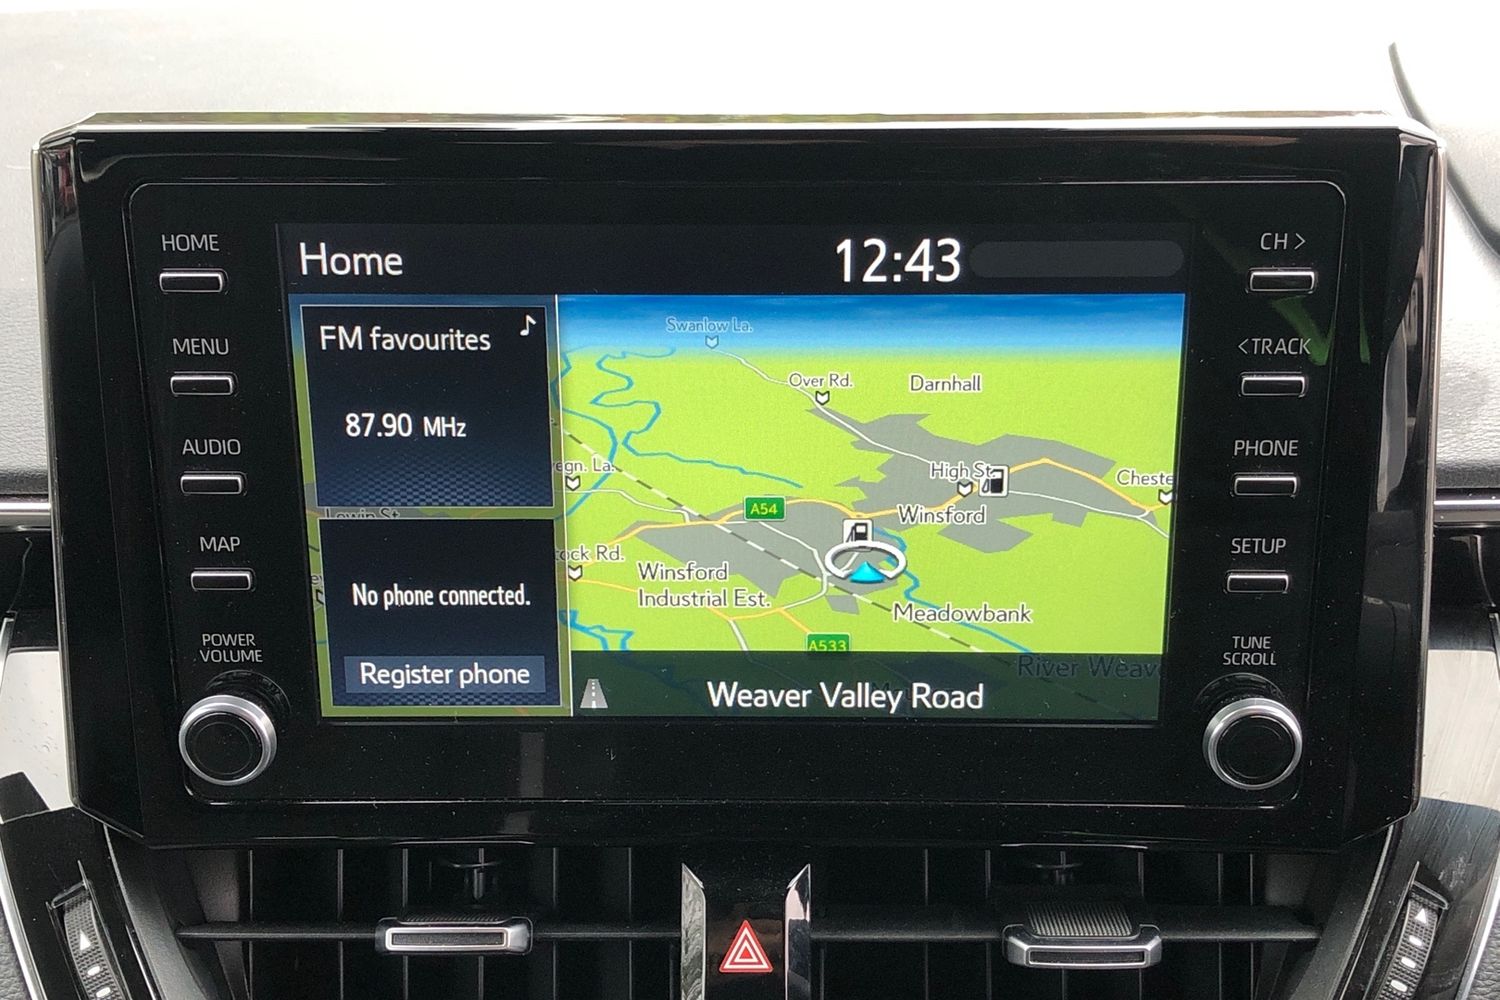 HOME
MENU
AUDIO
MAP
POWER
VOLUME
Home
12:43
FM favourites
87.90 MHz
No phone connected.
Register phone
Swanlow La.
Over Rd.
Darnhall
High St.
Winsford
A54
Winsford
Industrial Est.
Meadowbank
A533
River Weav
Weaver Valley Road
CH >
<TRACK
PHONE
SETUP
TUNE
SCROLL